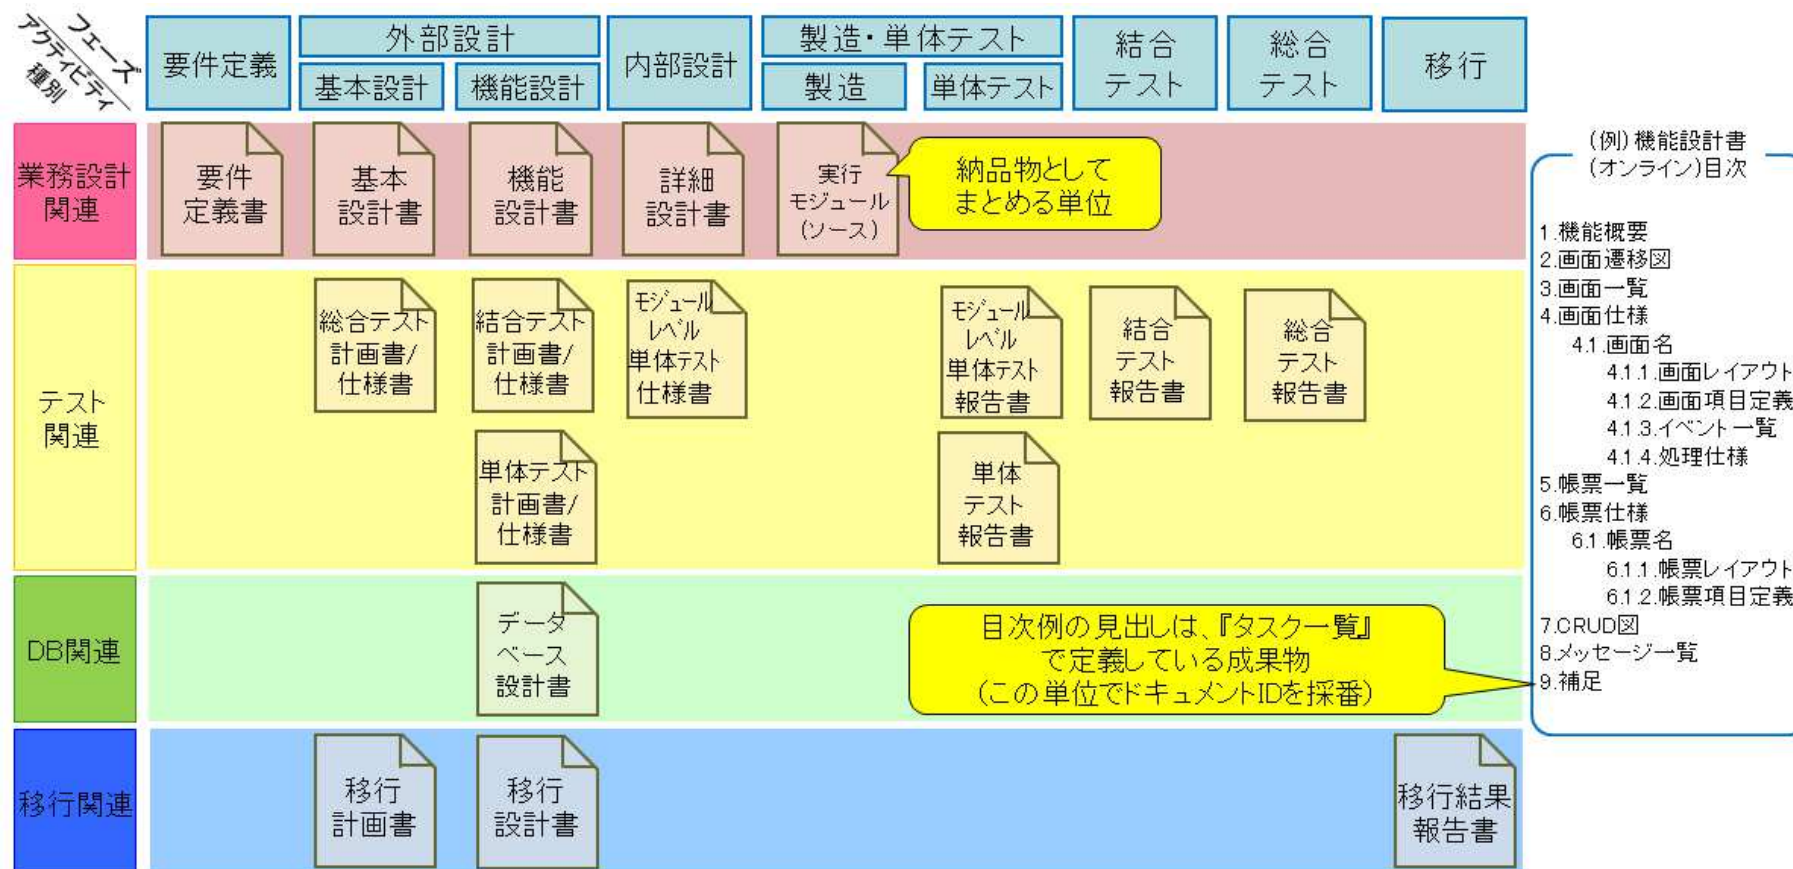 フェーズ
アクティビティ
種別
要件定義
外部設計
基本設計
機能設計
内部設計
製造・単体テスト
製造
単体テスト
結合
テスト
総合
テスト
移行
業務設計
関連
要件
定義書
基本
設計書
機能
設計書
詳細
設計書
実行
モジュール
(ソース)
納品物として
まとめる単位
テスト
関連
総合テスト
計画書/
仕様書
結合テスト
計画書/
仕様書
モジュール
レベル
単体テスト
仕様書
モジュール
レベル
単体テスト
報告書
結合
テスト
報告書
総合
テスト
報告書
単体テスト
計画書/
仕様書
単体
テスト
報告書
DB関連
データ
ベース
設計書
目次例の見出しは、『タスク一覧』
で定義している成果物
(この単位でドキュメントIDを採番)
移行関連
移行
計画書
移行
設計書
移行結果
報告書
(例)機能設計書
(オンライン)目次
1.機能概要
2.画面遷移図
3.画面一覧
4.画面仕様
4.1.画面名
4.1.1.画面レイアウト
4.1.2.画面項目定義
4.1.3.イベント一覧
4.1.4.処理仕様
5.帳票一覧
6.帳票仕様
6.1.帳票名
6.1.1.帳票レイアウト
6.1.2.帳票項目定義
7.CRUD図
8.メッセージ一覧
9.補足